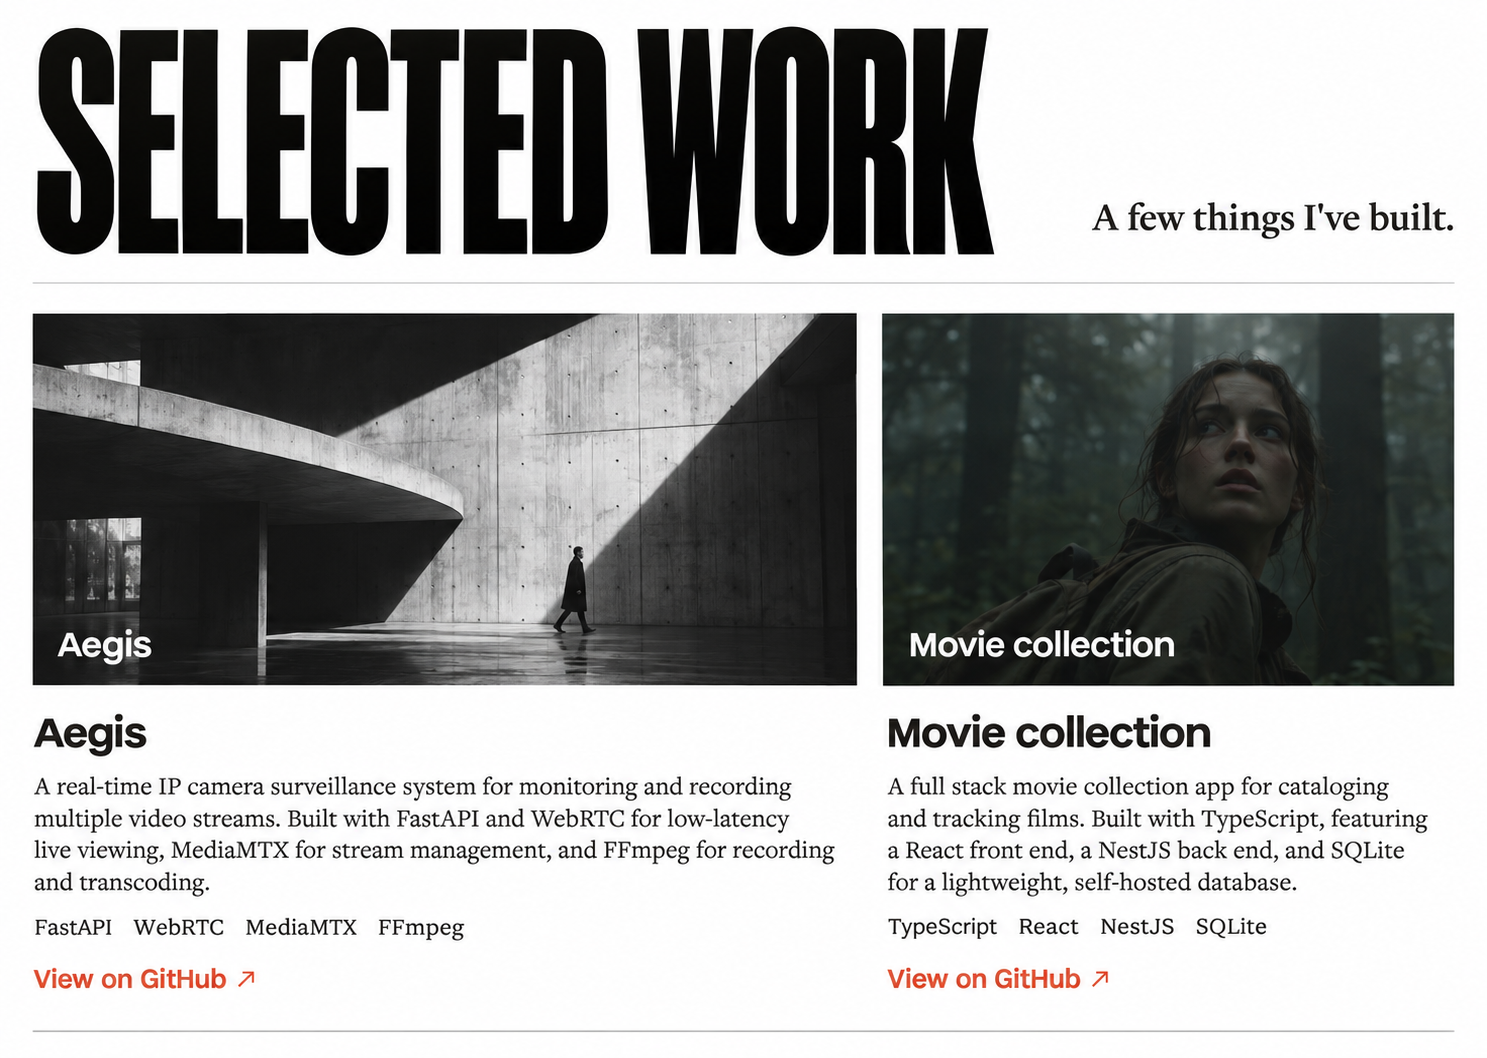 SELECTED WORK
A few things I've built.
Aegis
Movie collection
Aegis
A real-time IP camera surveillance system for monitoring and recording
multiple video streams. Built with FastAPI and WebRTC for low-latency
live viewing, MediaMTX for stream management, and FFmpeg for recording
and transcoding.
FastAPI WebRTC MediaMTX FFmpeg
View on GitHub ↗
Movie collection
A full stack movie collection app for cataloging
and tracking films. Built with TypeScript, featuring
a React front end, a NestJS back end, and SQLite
for a lightweight, self-hosted database.
TypeScript React NestJS SQLite
View on GitHub ↗